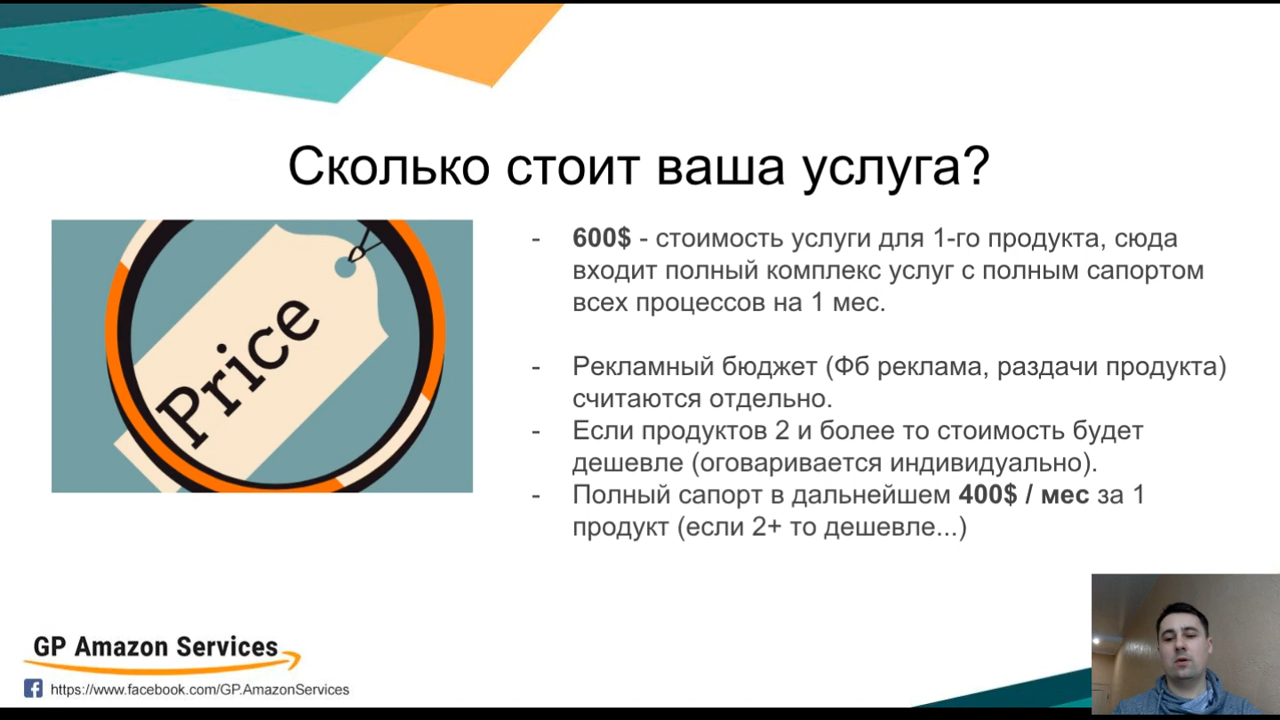 Сколько стоит ваша услуга?
Price
- 600$ - стоимость услуги для 1-го продукта, сюда
входит полный комплекс услуг с полным сапортом
всех процессов на 1 мес.
- Рекламный бюджет (Фб реклама, раздачи продукта)
считаются отдельно.
- Если продуктов 2 и более то стоимость будет
дешевле (оговаривается индивидуально).
- Полный сапорт в дальнейшем 400$ / мес за 1
продукт (если 2+ то дешевле...)
GP Amazon Services
https://www.facebook.com/GP.AmazonServices